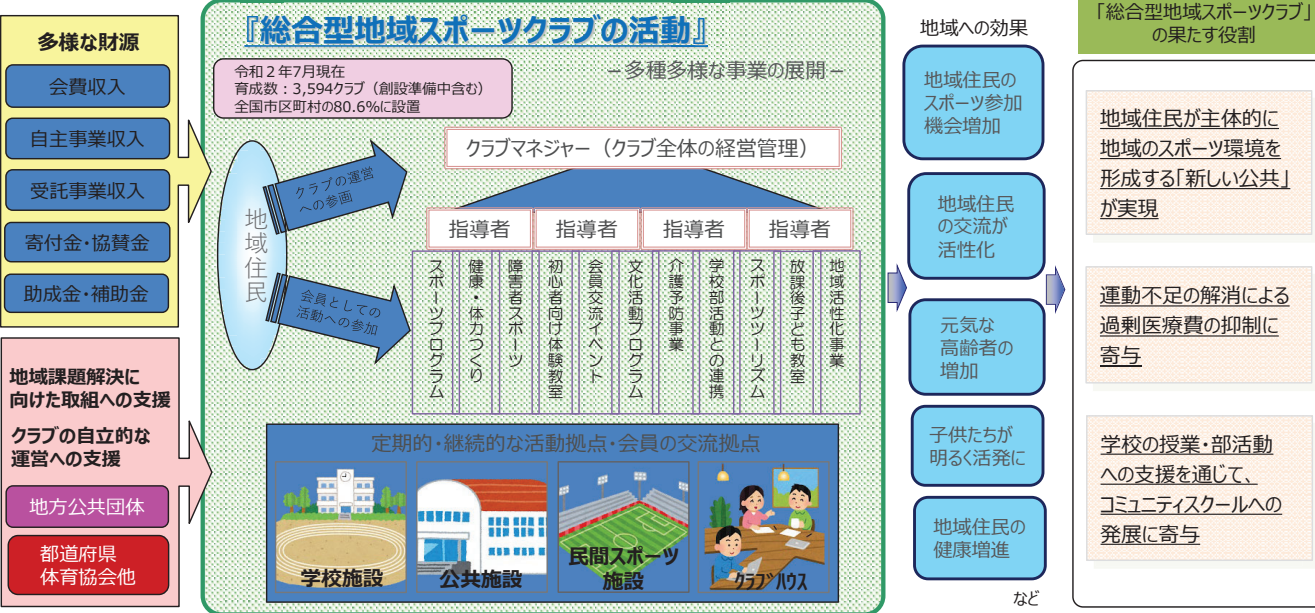 多様な財源
会費収入
自主事業収入
受託事業収入
寄付金・協賛金
助成金・補助金
地域課題解決に
向けた取組への支援
クラブの自立的な
運営への支援
地方公共団体
都道府県
体育協会他
『総合型地域スポーツクラブの活動』
令和２年7月現在
育成数：3,594クラブ（創設準備中含む）
全国市区町村の80.6%に設置
－多種多様な事業の展開－
地域住民
クラブの運営
への参画
会員としての
活動への参加
クラブマネジャー（クラブ全体の経営管理）
指導者
指導者
指導者
指導者
スポーツプログラム
健康・体力つくり
障害者スポーツ
初心者向け体験教室
会員交流イベント
文化活動プログラム
介護予防事業
学校部活動との連携
スポーツツーリズム
放課後子ども教室
地域活性化事業
定期的・継続的な活動拠点・会員の交流拠点
学校施設
公共施設
民間スポーツ
施設
クラブハウス
地域への効果
地域住民の
スポーツ参加
機会増加
地域住民
の交流が
活性化
元気な
高齢者の
増加
子供たちが
明るく活発に
地域住民の
健康増進
など
「総合型地域スポーツクラブ」
の果たす役割
地域住民が主体的に
地域のスポーツ環境を
形成する「新しい公共」
が実現
運動不足の解消による
過剰医療費の抑制に
寄与
学校の授業・部活動
への支援を通じて、
コミュニティスクールへの
発展に寄与